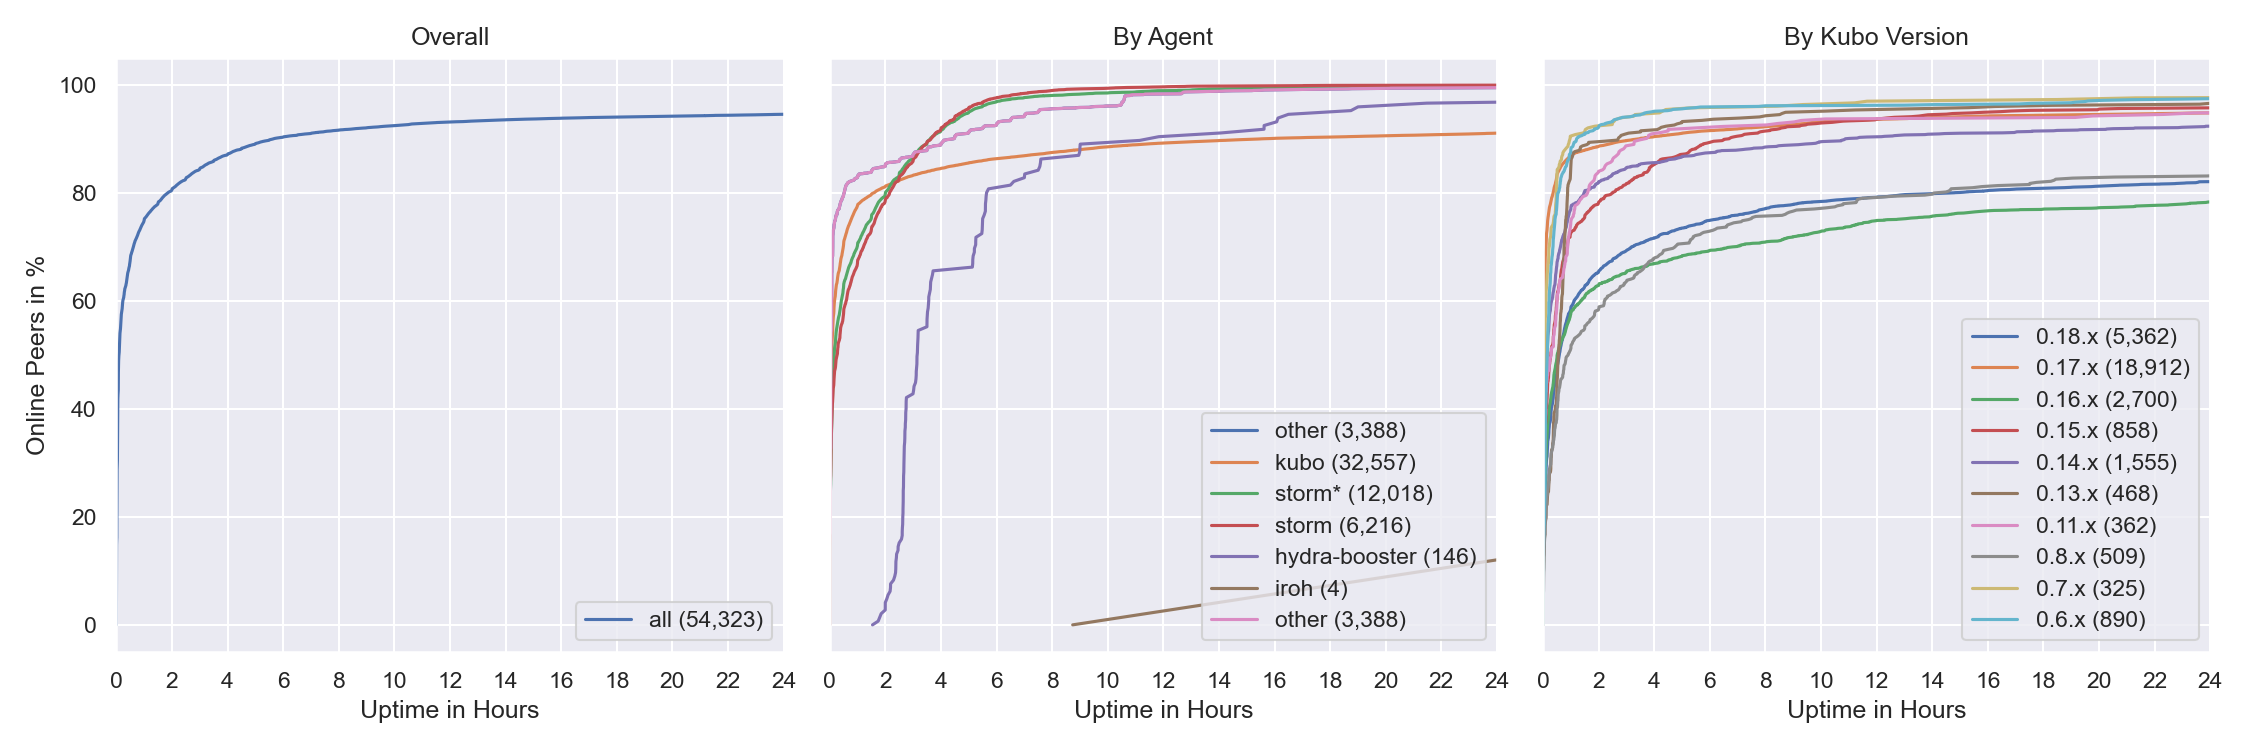 Overall
By Agent
By Kubo Version
Online Peers in %
100
80
60
40
20
0
all (54,323)
0 2 4 6 8 10 12 14 16 18 20 22 24
Uptime in Hours
other (3,388)
kubo (32,557)
storm* (12,018)
storm (6,216)
hydra-booster (146)
iroh (4)
other (3,388)
0 2 4 6 8 10 12 14 16 18 20 22 24
Uptime in Hours
0.18.x (5,362)
0.17.x (18,912)
0.16.x (2,700)
0.15.x (858)
0.14.x (1,555)
0.13.x (468)
0.11.x (362)
0.8.x (509)
0.7.x (325)
0.6.x (890)
0 2 4 6 8 10 12 14 16 18 20 22 24
Uptime in Hours